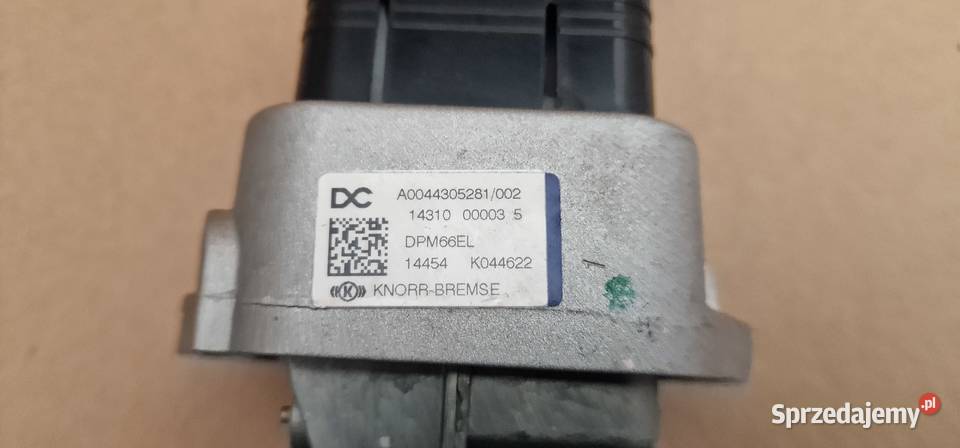 DC A0044305281/002
14310 00003 5
DPM66EL
14454 K044622
((K)) KNORR-BREMSE
Sprzedajemy.pl